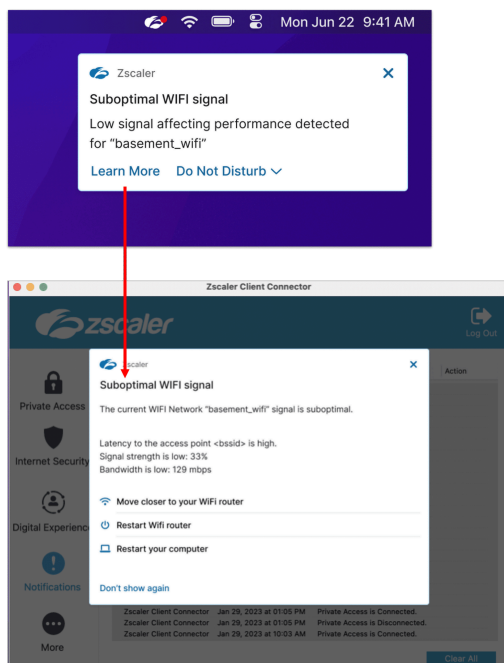 Mon Jun 22 9:41 AM
Zscaler
Suboptimal WIFI signal
Low signal affecting performance detected
for "basement_wifi"
Learn More Do Not Disturb
Zscaler Client Connector
zscaler
Log Out
Zscaler
Action
Suboptimal WIFI signal
Private Access
The current WIFI Network "basement_wifi" signal is suboptimal.
Latency to the access point <bssid> is high.
Signal strength is low: 33%
Internet Security
Bandwidth is low: 129 mbps
Move closer to your WiFi router
Restart Wifi router
Digital Experience
Restart your computer
Notifications
Don't show again
Zscaler Client Connector Jan 29, 2023 at 01:05 PM Private Access is Connected.
Zscaler Client Connector Jan 29, 2023 at 01:05 PM Private Access is Disconnected.
Zscaler Client Connector Jan 29, 2023 at 10:03 AM Private Access is Connected.
More
Clear All